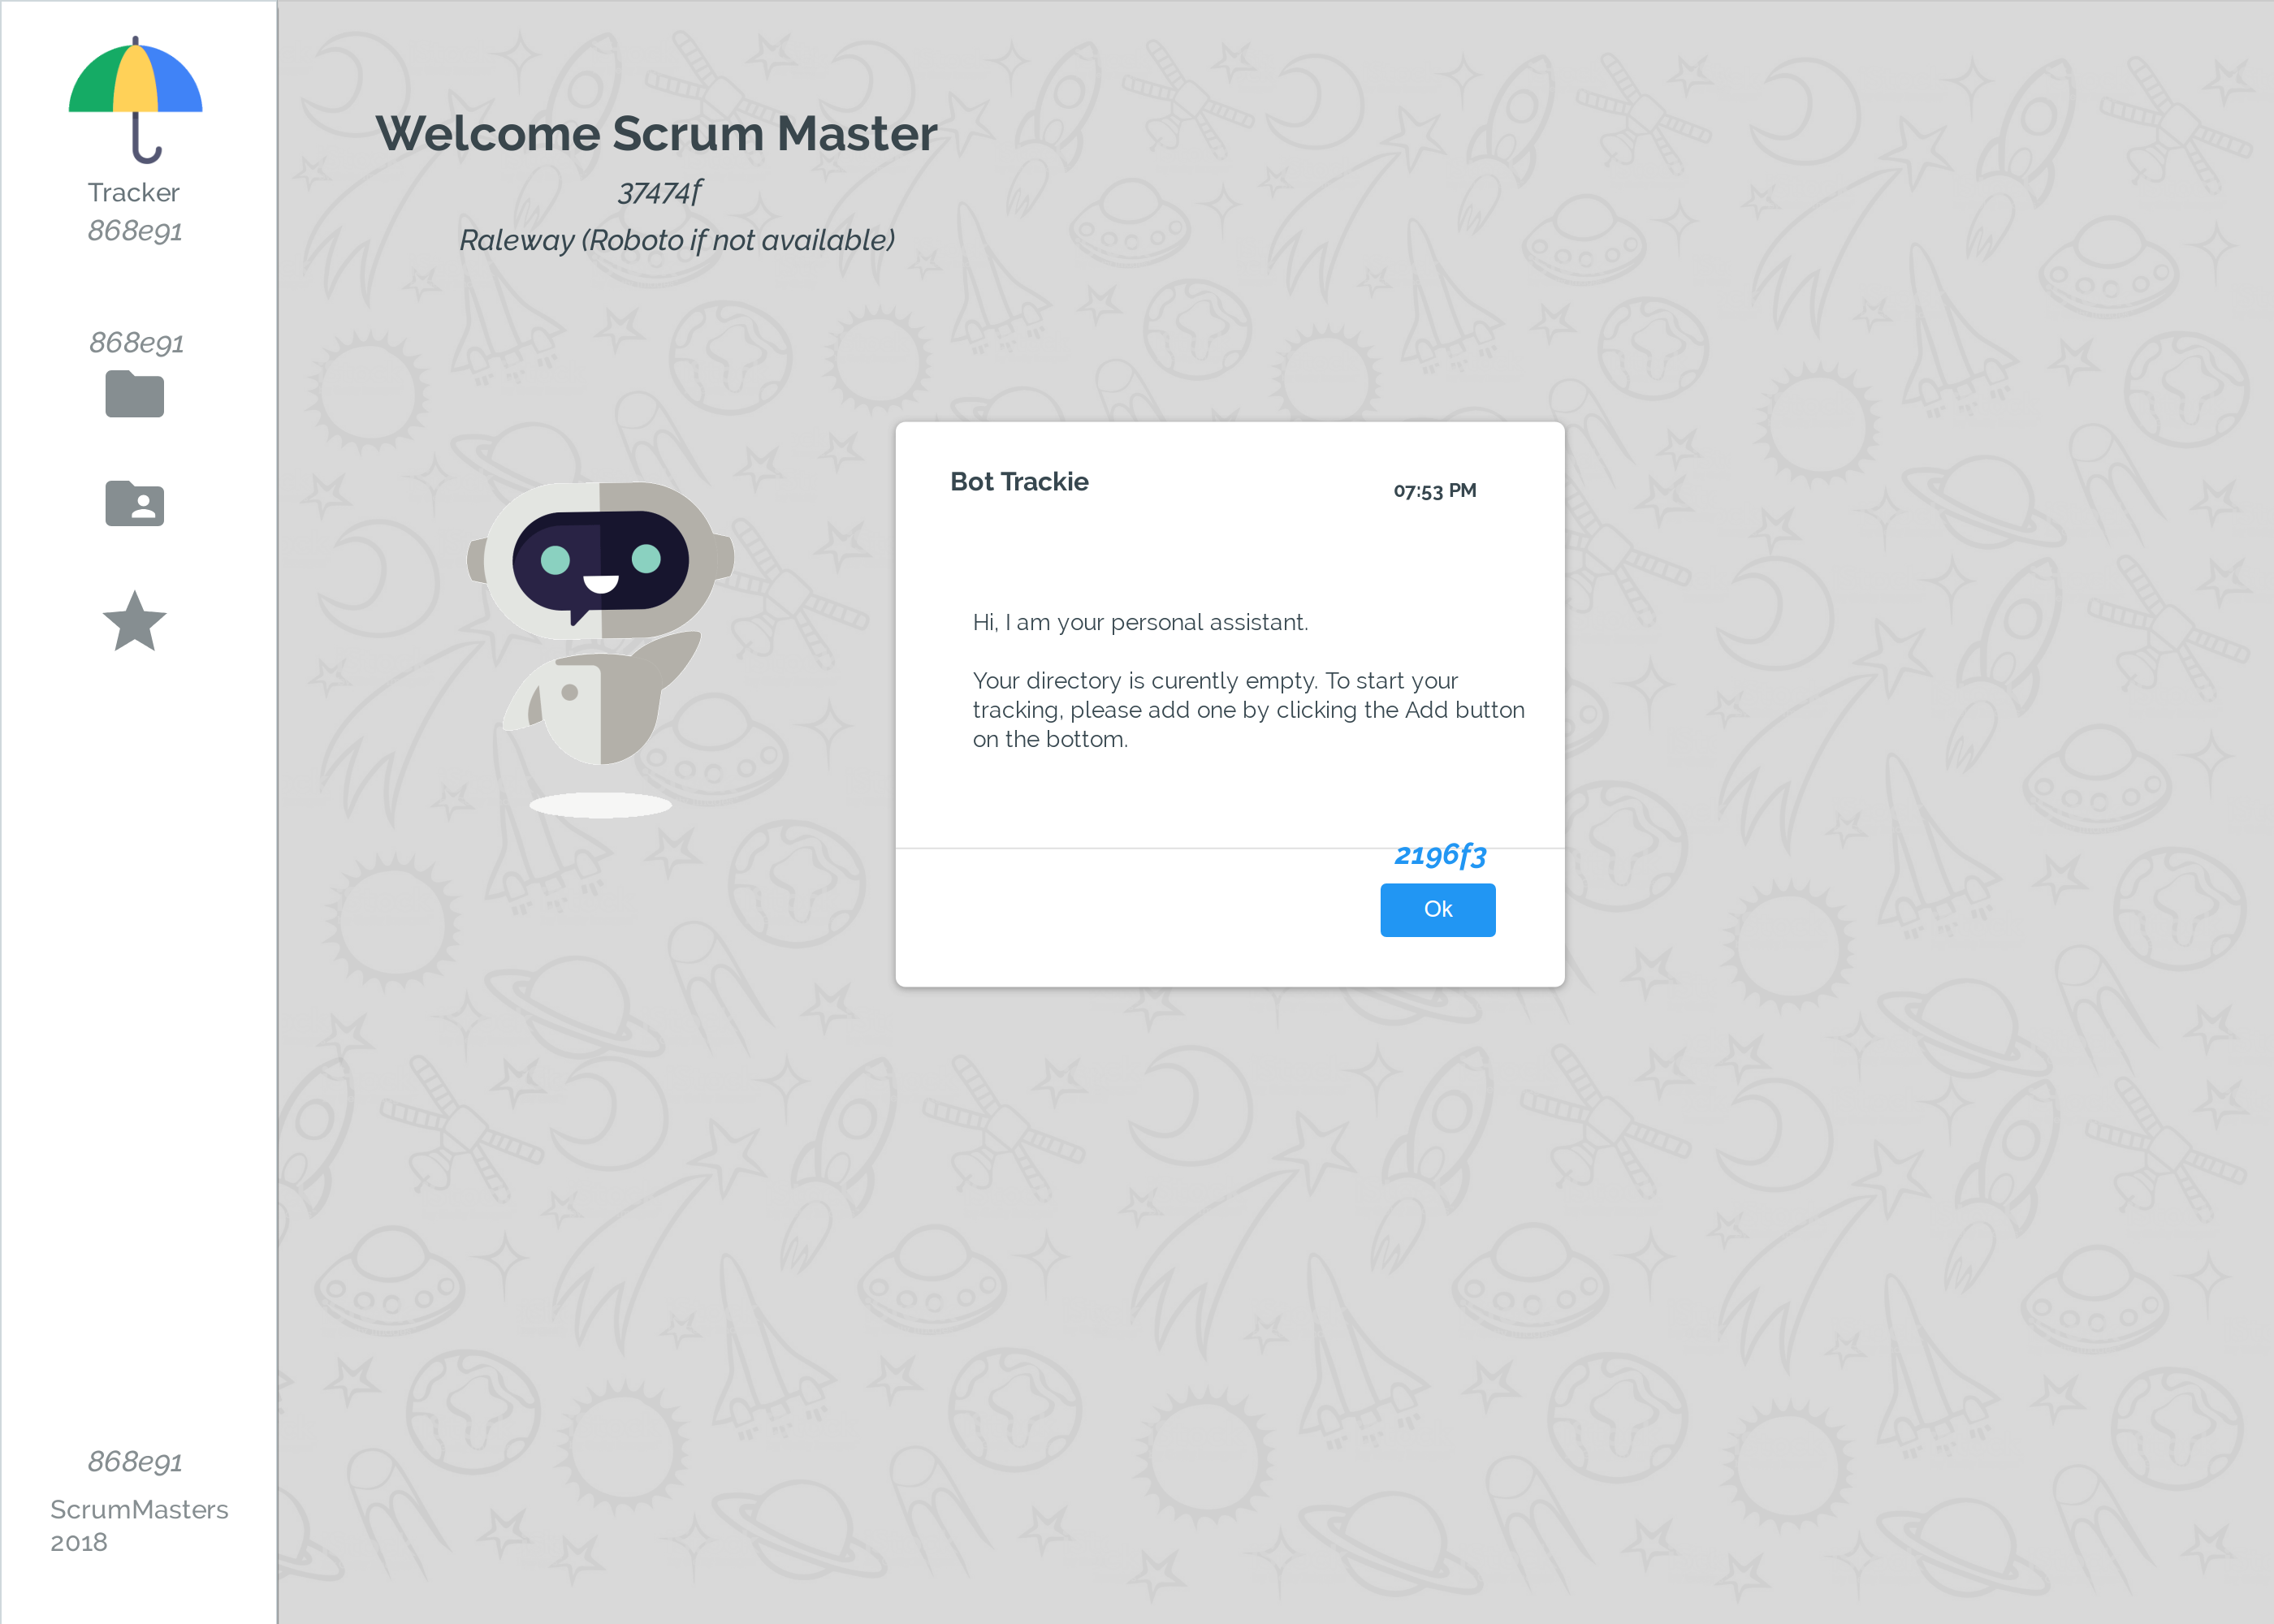 Tracker
868e91
868e91
ScrumMasters
2018
Welcome Scrum Master
37474f
Raleway (Roboto if not available)
Bot Trackie
07:53 PM
Hi, I am your personal assistant.
Your directory is curently empty. To start your
tracking, please add one by clicking the Add button
on the bottom.
2196f3
Ok
868e91